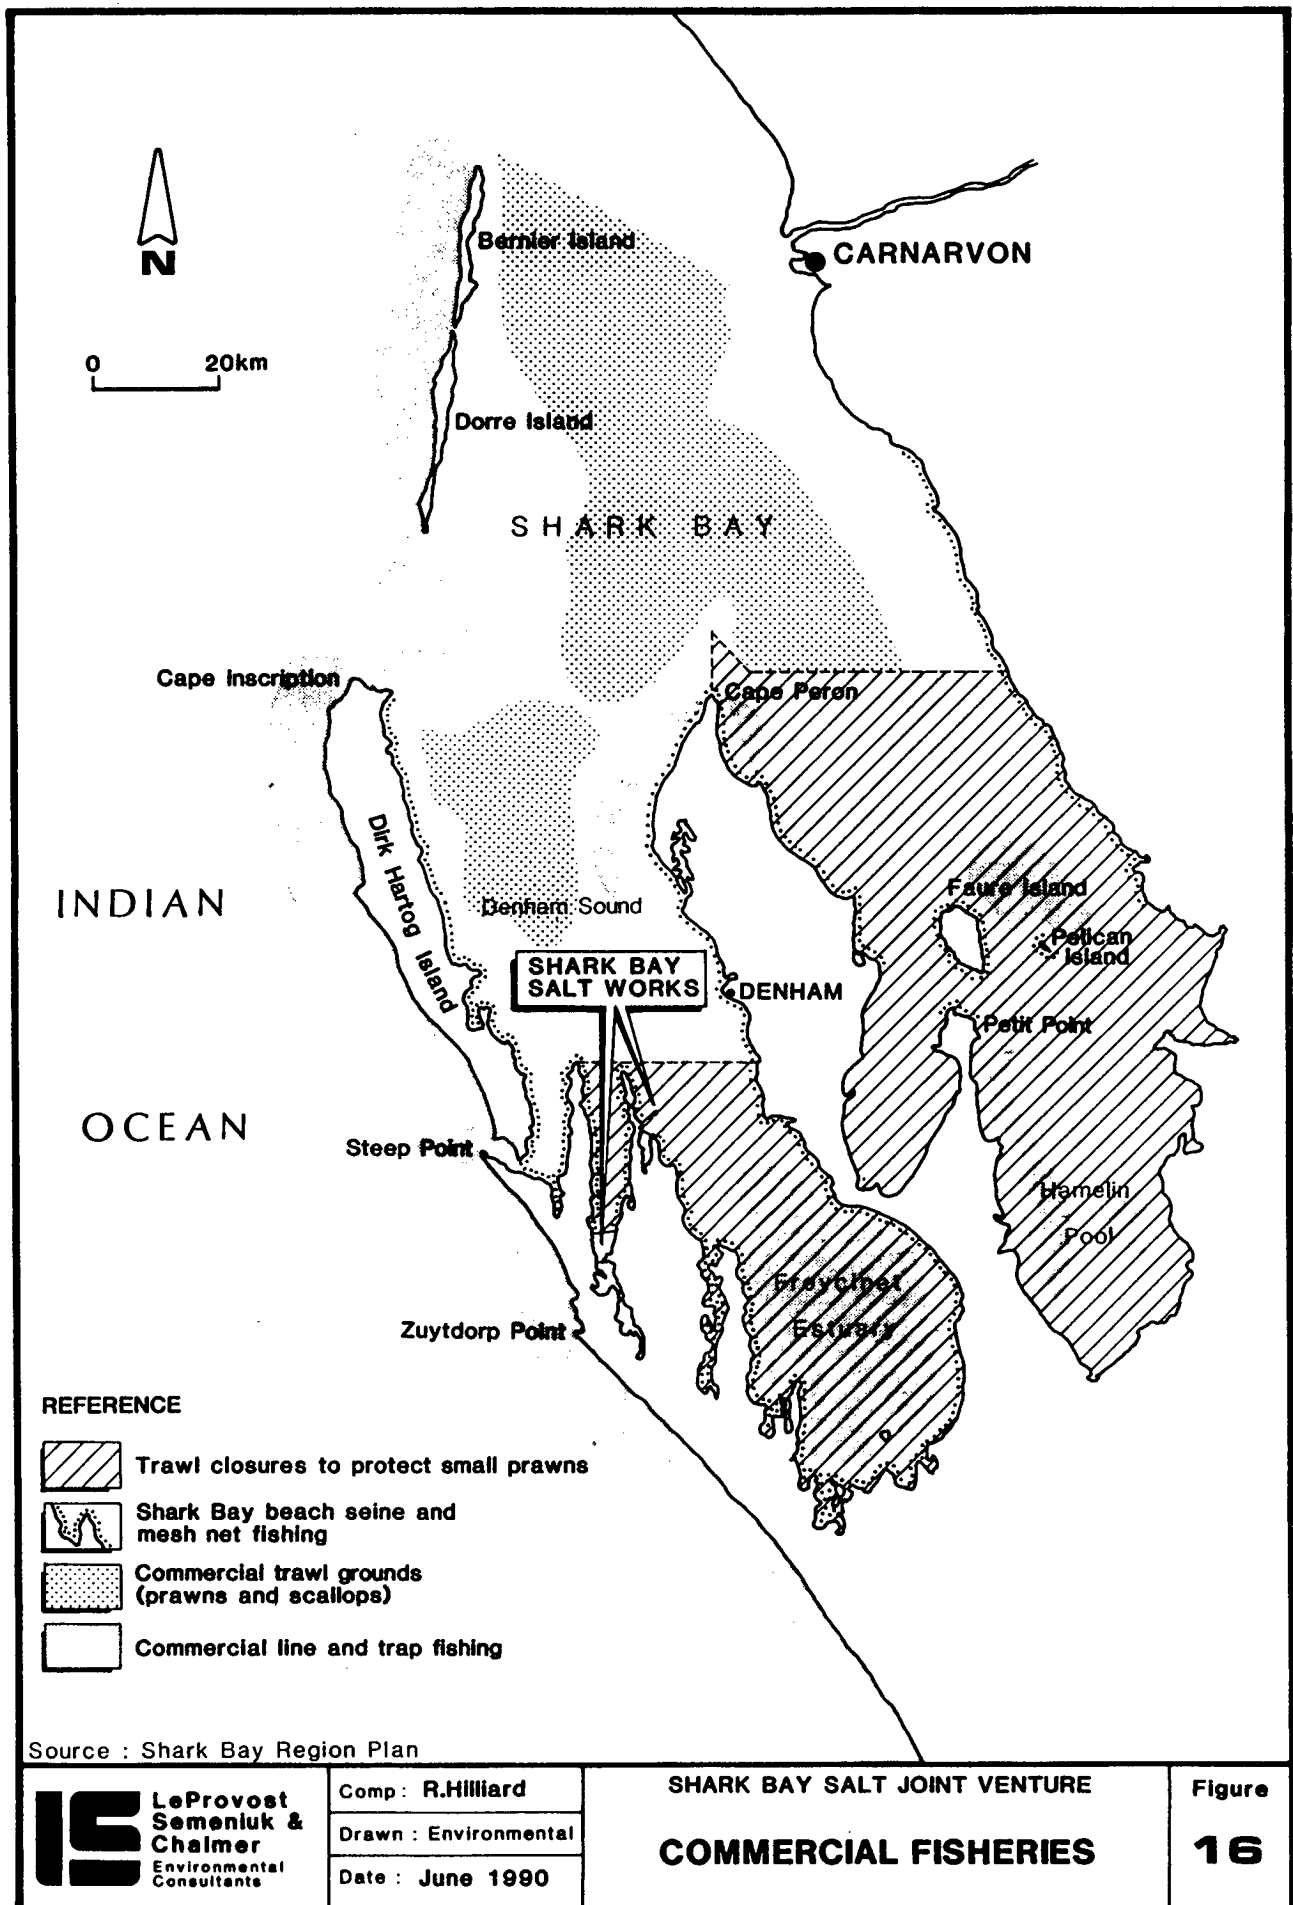 N
0 20km
Bernier Island
CARNARVON
Dorre Island
SHARK BAY
Cape Inscription
Cape Peron
Dirk Hartog Island
INDIAN
Denham Sound
Faure Island
Pelican
Island
SHARK BAY
SALT WORKS
DENHAM
Petit Point
OCEAN
Steep Point
Hamelin
Pool
Freycinet
Estuary
Zuytdorp Point
REFERENCE
Trawl closures to protect small prawns
Shark Bay beach seine and
mesh net fishing
Commercial trawl grounds
(prawns and scallops)
Commercial line and trap fishing
Source : Shark Bay Region Plan
LeProvost
Semeniuk &
Chalmer
Environmental
Consultants
Comp : R.Hilliard
Drawn : Environmental
Date : June 1990
SHARK BAY SALT JOINT VENTURE
COMMERCIAL FISHERIES
Figure
16